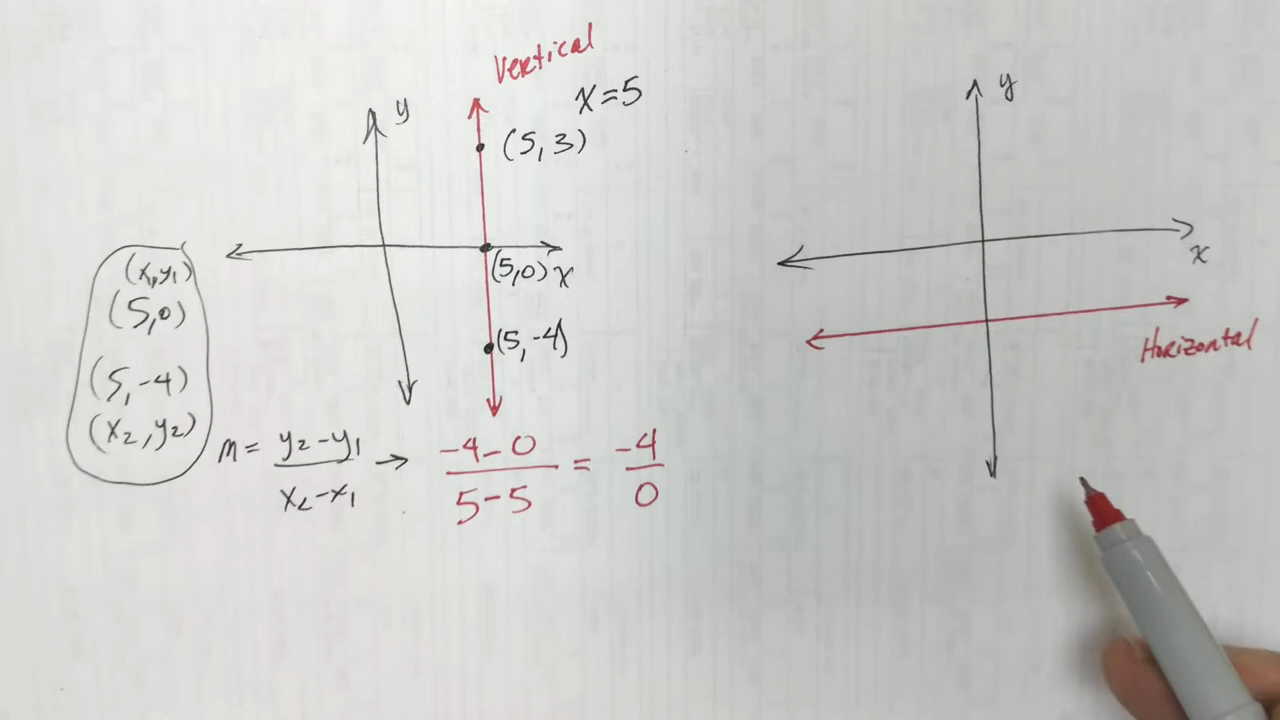 Vertical
x=5
y
(5, 3)
(5,0) x
(5,-4)
(x,y₁)
(5,0)
(5,-4)
(x₂,y₂)
m = y₂-y₁ / x₂-x₁ → -4-0 / 5-5 = -4 / 0
y
x
Horizontal